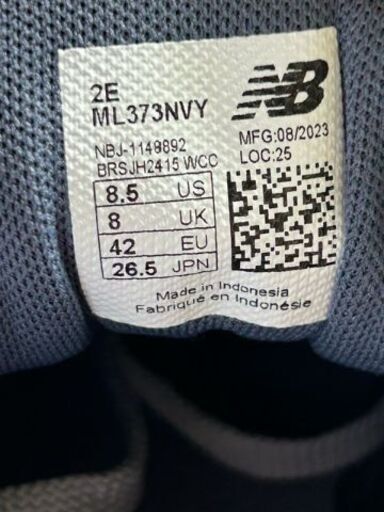 2E
ML373NVY
NB
NBJ-1149892
BRSJH2415 WCC
MFG:08/2023
LOC:25
8.5 US
8 UK
42 EU
26.5 JPN
Made in Indonesia
Fabriqué en Indonésie